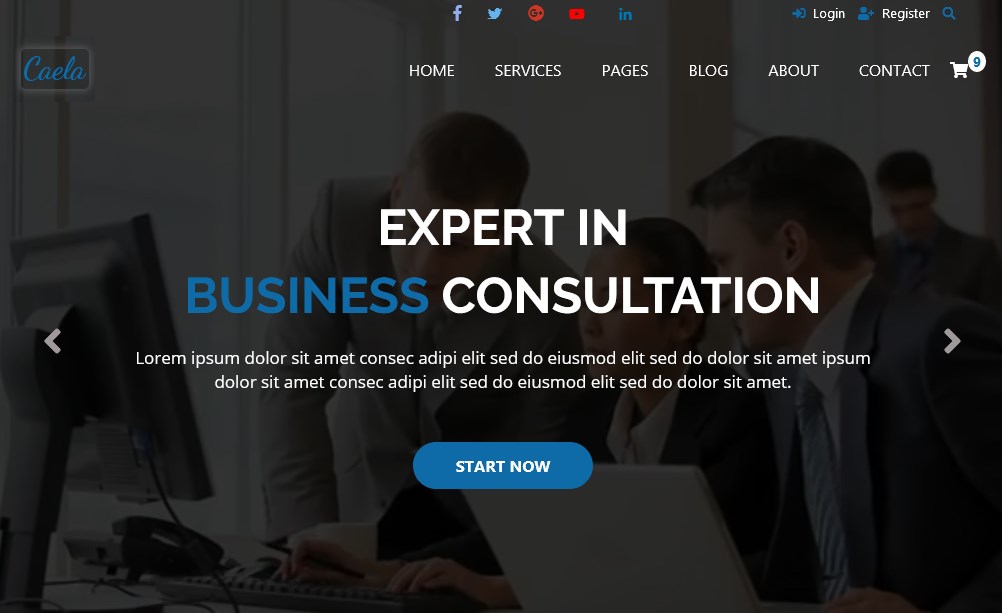 Login Register
Caela
HOME SERVICES PAGES BLOG ABOUT CONTACT 9
EXPERT IN
BUSINESS CONSULTATION
Lorem ipsum dolor sit amet consec adipi elit sed do eiusmod elit sed do dolor sit amet ipsum
dolor sit amet consec adipi elit sed do eiusmod elit sed do dolor sit amet.
START NOW